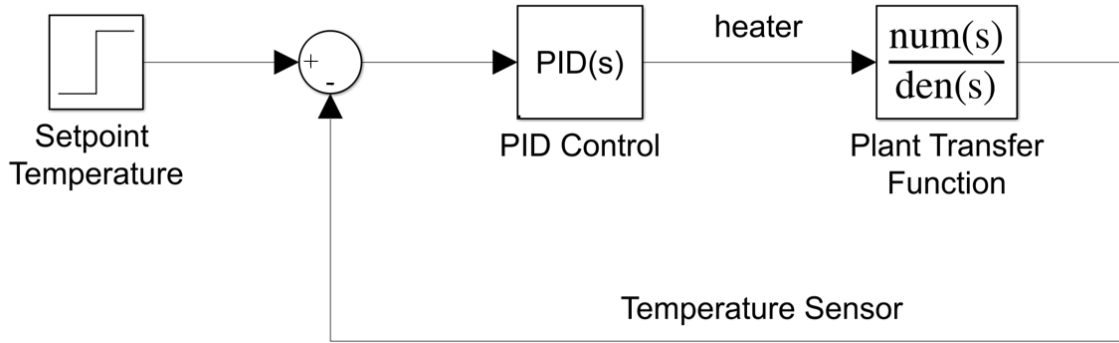 heater
+
-
PID(s)
num(s)
den(s)
Setpoint
Temperature
PID Control
Plant Transfer
Function
Temperature Sensor